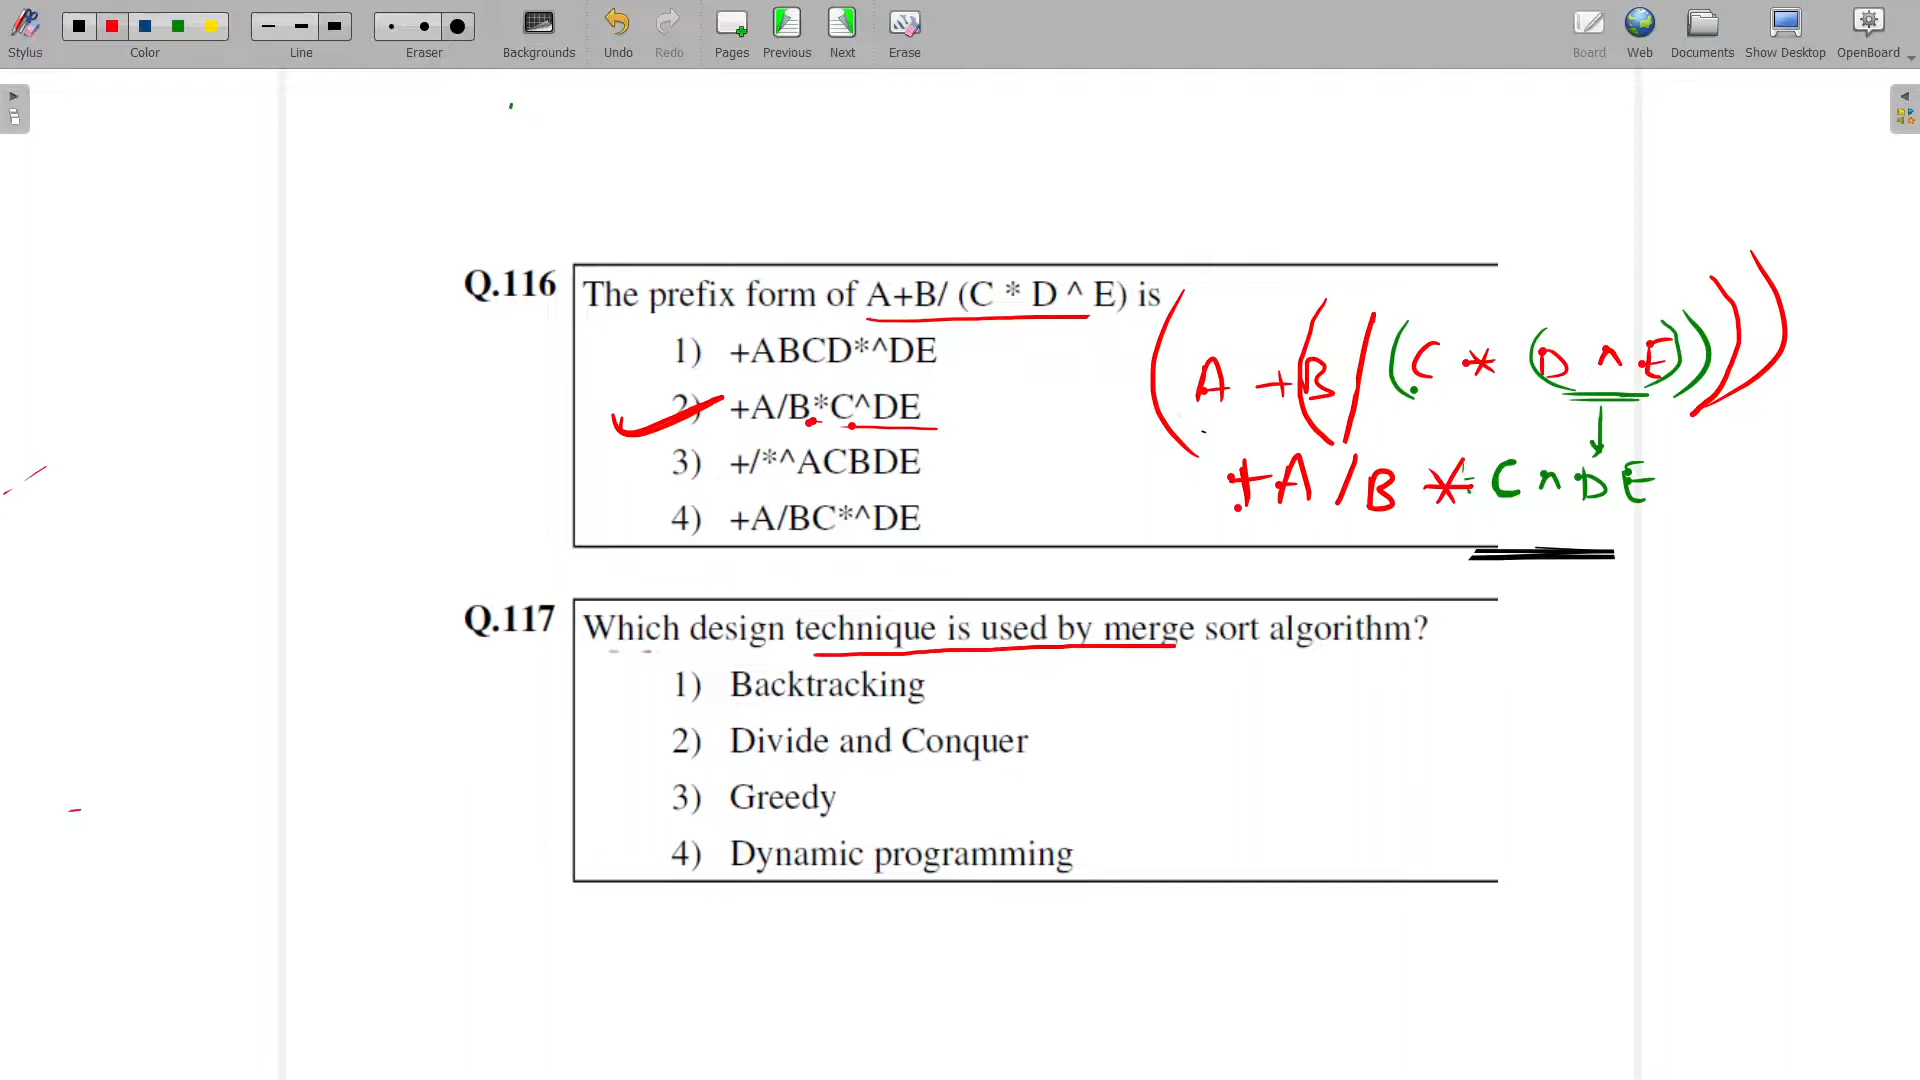 Stylus Color Line Eraser Backgrounds Undo Redo Pages Previous Next Erase Board Web Documents Show Desktop OpenBoard
Q.116 The prefix form of A+B/ (C * D ^ E) is
1) +ABCD*^DE
2) +A/B*C^DE
3) +/*^ACBDE
4) +A/BC*^DE
(A + (B / (C * (D ^ E))))
+A / B * C ^ D E
Q.117 Which design technique is used by merge sort algorithm?
1) Backtracking
2) Divide and Conquer
3) Greedy
4) Dynamic programming